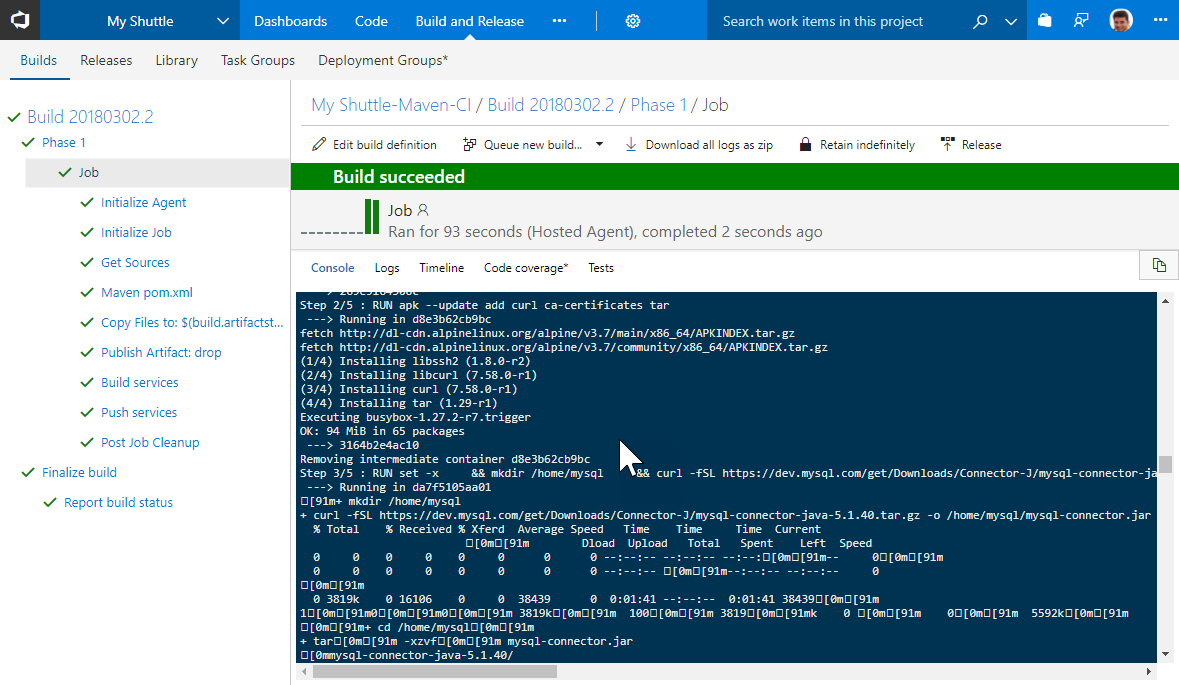 My Shuttle Dashboards Code Build and Release ··· Search work items in this project ···
Builds Releases Library Task Groups Deployment Groups*
Build 20180302.2
Phase 1
Job
Initialize Agent
Initialize Job
Get Sources
Maven pom.xml
Copy Files to: $(build.artifactst...
Publish Artifact: drop
Build services
Push services
Post Job Cleanup
Finalize build
Report build status
My Shuttle-Maven-CI / Build 20180302.2 / Phase 1 / Job
Edit build definition Queue new build... Download all logs as zip Retain indefinitely Release
Build succeeded
Job
Ran for 93 seconds (Hosted Agent), completed 2 seconds ago
Console Logs Timeline Code coverage* Tests
Step 2/5 : RUN apk --update add curl ca-certificates tar
---> Running in d8e3b62cb9bc
fetch http://dl-cdn.alpinelinux.org/alpine/v3.7/main/x86_64/APKINDEX.tar.gz
fetch http://dl-cdn.alpinelinux.org/alpine/v3.7/community/x86_64/APKINDEX.tar.gz
(1/4) Installing libssh2 (1.8.0-r2)
(2/4) Installing libcurl (7.58.0-r1)
(3/4) Installing curl (7.58.0-r1)
(4/4) Installing tar (1.29-r1)
Executing busybox-1.27.2-r7.trigger
OK: 94 MiB in 65 packages
---> 3164b2e4ac10
Removing intermediate container d8e3b62cb9bc
Step 3/5 : RUN set -x && mkdir /home/mysql && curl -fSL https://dev.mysql.com/get/Downloads/Connector-J/mysql-connector-ja
---> Running in da7f5105aa01
□[91m+ mkdir /home/mysql
+ curl -fSL https://dev.mysql.com/get/Downloads/Connector-J/mysql-connector-java-5.1.40.tar.gz -o /home/mysql/mysql-connector.jar
% Total % Received % Xferd Average Speed Time Time Time Current
□[0m□[91m Dload Upload Total Spent Left Speed
0 0 0 0 0 0 0 0 --:--:-- --:--:-- --:--:□[0m□[91m-- 0□[0m□[91m
0 0 0 0 0 0 0 0 --:--:-- □[0m□[91m--:--:-- --:--:-- 0
□[0m□[91m
0 3819k 0 16106 0 0 38439 0 0:01:41 --:--:-- 0:01:41 38439□[0m□[91m
1□[0m□[91m0□[0m□[91m0□[0m□[91m 3819k□[0m□[91m 100□[0m□[91m 3819□[0m□[91mk 0 □[0m□[91m 0□[0m□[91m 5592k□[0m□[91m
□[0m□[91m+ cd /home/mysql□[0m□[91m
+ tar□[0m□[91m -xzvf□[0m□[91m mysql-connector.jar
□[0mmysql-connector-java-5.1.40/